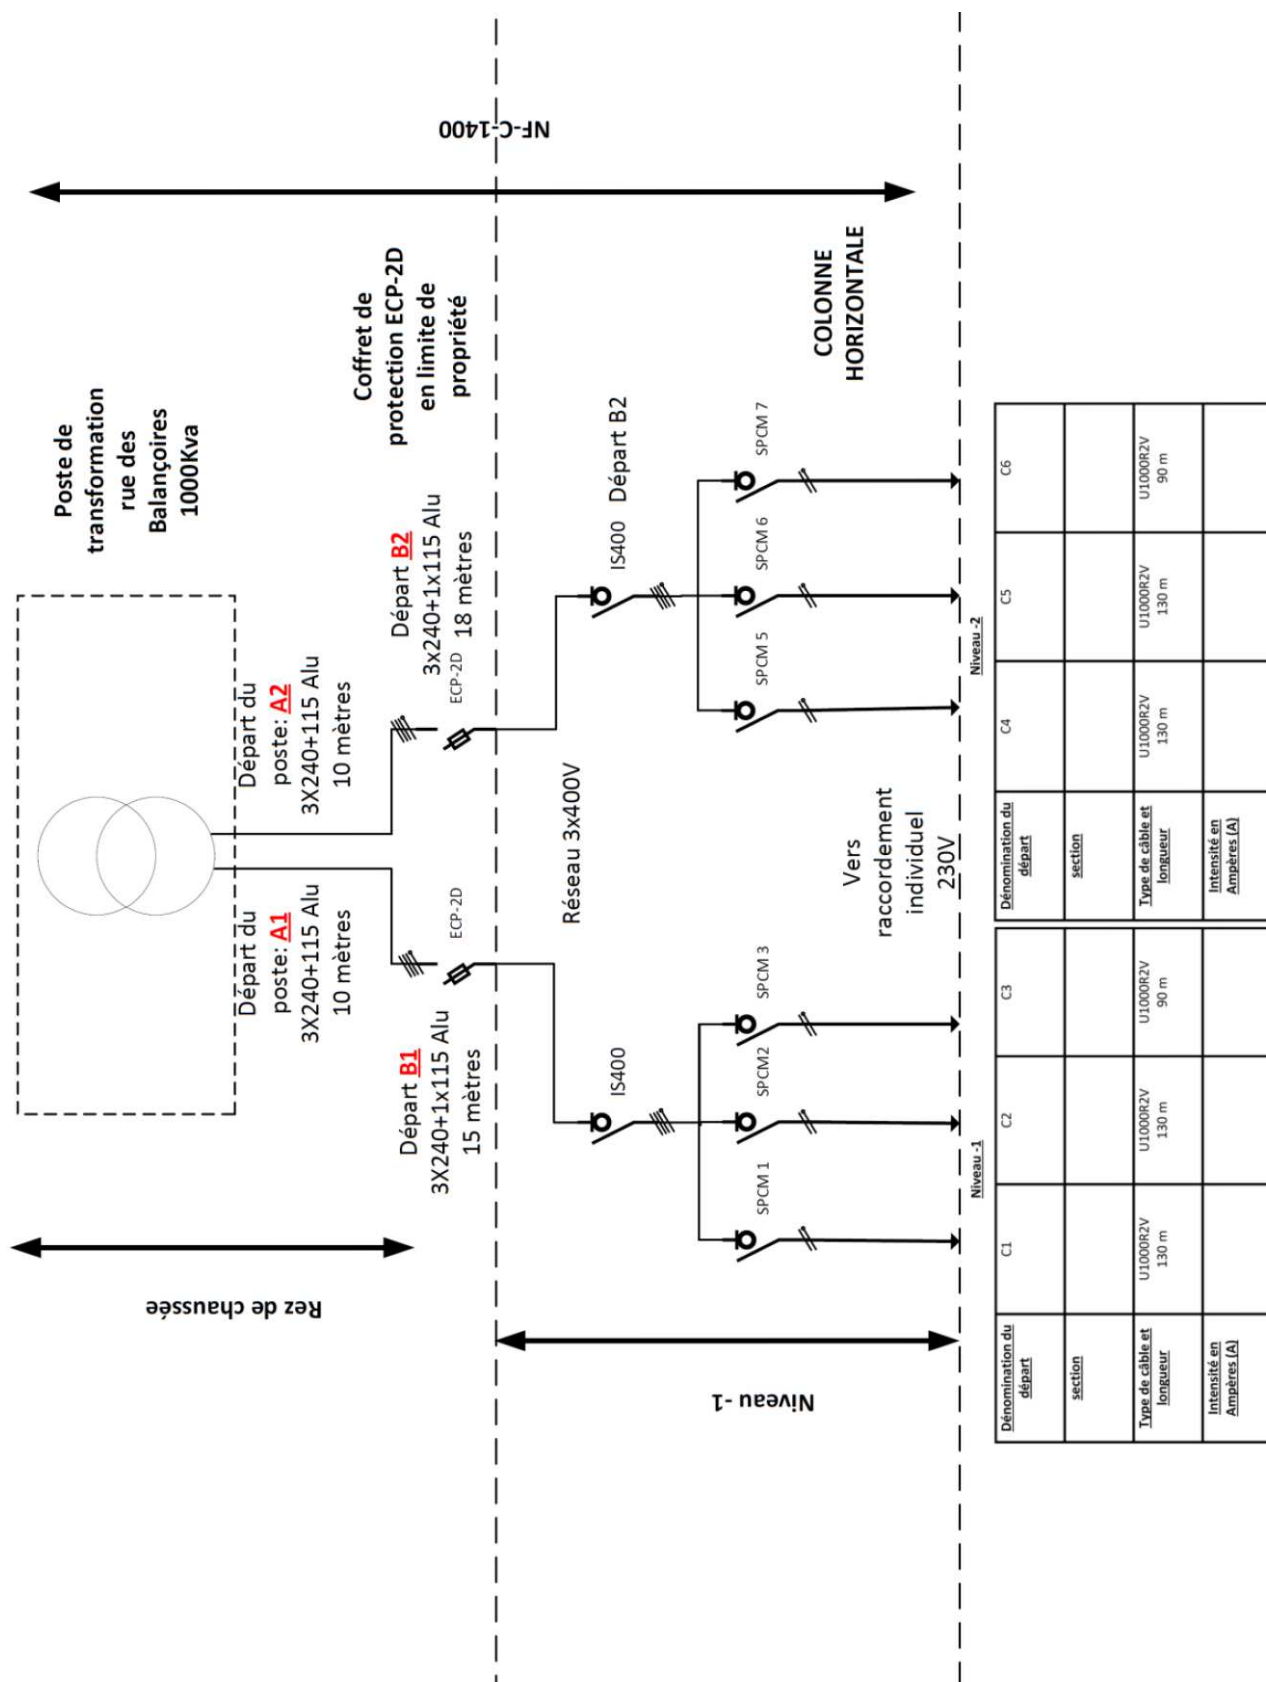 NF-C-1400
Poste de
transformation
rue des
Balançoires
1000Kva
Coffret de
protection ECP-2D
en limite de
propriété
Départ du
poste: A1
3X240+115 Alu
10 mètres
Départ du
poste: A2
3X240+115 Alu
10 mètres
Rez de chaussée
Départ B1
3X240+1x115 Alu
15 mètres
ECP-2D
Départ B2
3x240+1x115 Alu
18 mètres
ECP-2D
Réseau 3x400V
IS400
IS400
Départ B2
SPCM 1
SPCM2
SPCM 3
SPCM 5
SPCM 6
SPCM 7
COLONNE
HORIZONTALE
Niveau - 1
Vers
raccordement
individuel
230V
Niveau -1
Dénomination du
départ
C1
C2
C3
section
Type de câble et
longueur
U1000R2V
130 m
U1000R2V
130 m
U1000R2V
90 m
Intensité en
Ampères (A)
Niveau -2
Dénomination du
départ
C4
C5
C6
section
Type de câble et
longueur
U1000R2V
130 m
U1000R2V
130 m
U1000R2V
90 m
Intensité en
Ampères (A)